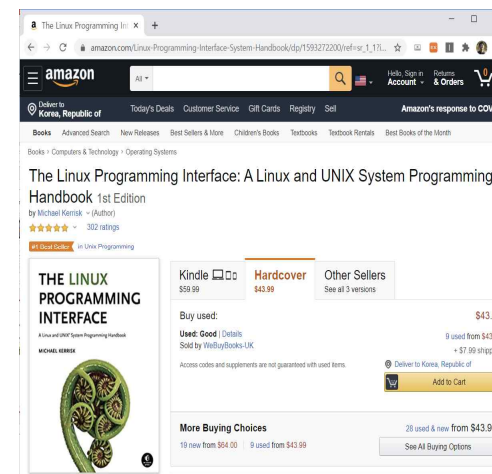 The Linux Programming Int
amazon.com/Linux-Programming-Interface-System-Handbook/dp/1593272200/ref=sr_1_1?i...
amazon
All
Hello, Sign in
Account
Returns
& Orders
0
Deliver to
Korea, Republic of
Today's Deals Customer Service Gift Cards Registry Sell
Amazon's response to COV
Books Advanced Search New Releases Best Sellers & More Children's Books Textbooks Textbook Rentals Best Books of the Month
Books › Computers & Technology › Operating Systems
The Linux Programming Interface: A Linux and UNIX System Programming
Handbook 1st Edition
by Michael Kerrisk (Author)
302 ratings
#1 Best Seller in Unix Programming
THE LINUX
PROGRAMMING
INTERFACE
A Linux and UNIX System Programming Handbook
MICHAEL KERRISK
Kindle
$59.99
Hardcover
$43.99
Other Sellers
See all 3 versions
Buy used:
$43.
Used: Good | Details
Sold by WeBuyBooks-UK
9 used from $43
+ $7.99 shipp
Access codes and supplements are not guaranteed with used items.
Deliver to Korea, Republic of
Add to Cart
More Buying Choices
19 new from $64.00 | 9 used from $43.99
28 used & new from $43.9
See All Buying Options